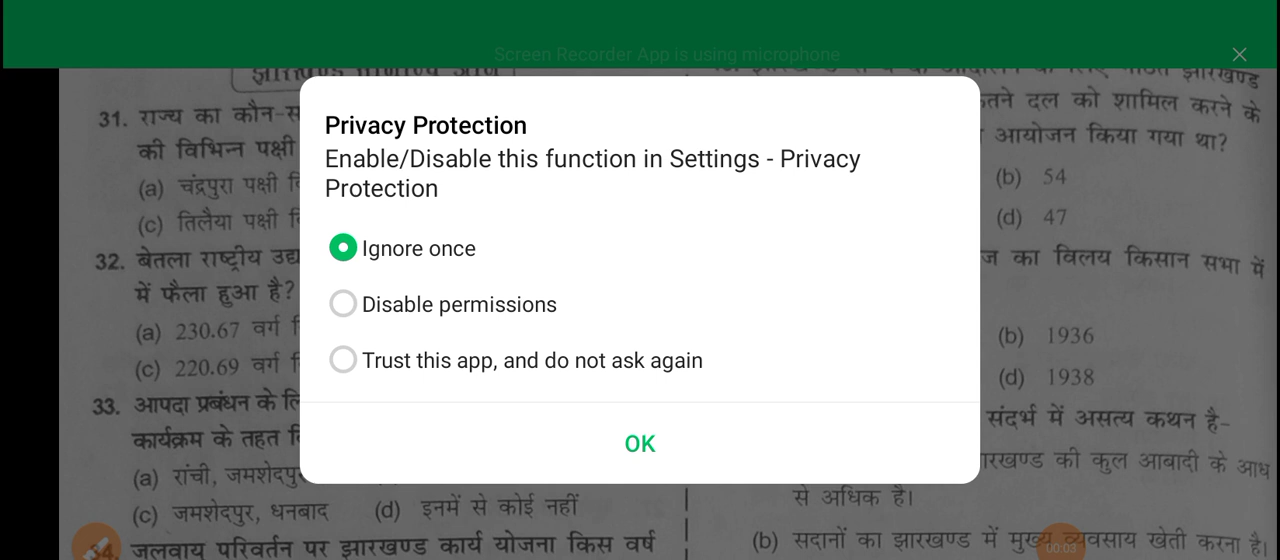 Screen Recorder App is using microphone
Privacy Protection
Enable/Disable this function in Settings - Privacy
Protection
Ignore once
Disable permissions
Trust this app, and do not ask again
OK
31. राज्य का कौन-स
की विभिन्न पक्षी
(a) चंद्रपुरा पक्षी
(c) तिलैया पक्षी
32. बेतला राष्ट्रीय
में फैला हुआ है?
(a) 230.67 वर्ग
(c) 220.69 वर्ग
33. आपदा प्रबंधन के
कार्यक्रम के तहत
(a) रांची, जमशेदपु
(c) जमशेदपुर, धनबाद (d) इनमें से कोई नहीं
34. जलवायु परिवर्तन पर झारखण्ड कार्य योजना किस वर्ष
झारखण्ड
दल को शामिल करने के
आयोजन किया गया था?
(b) 54
(d) 47
का विलय किसान सभा में
(b) 1936
(d) 1938
संदर्भ में असत्य कथन है-
की कुल आबादी के आध
से अधिक है।
(b) सदानों का झारखण्ड में मुख्य व्यवसाय खेती करना है।
00:03